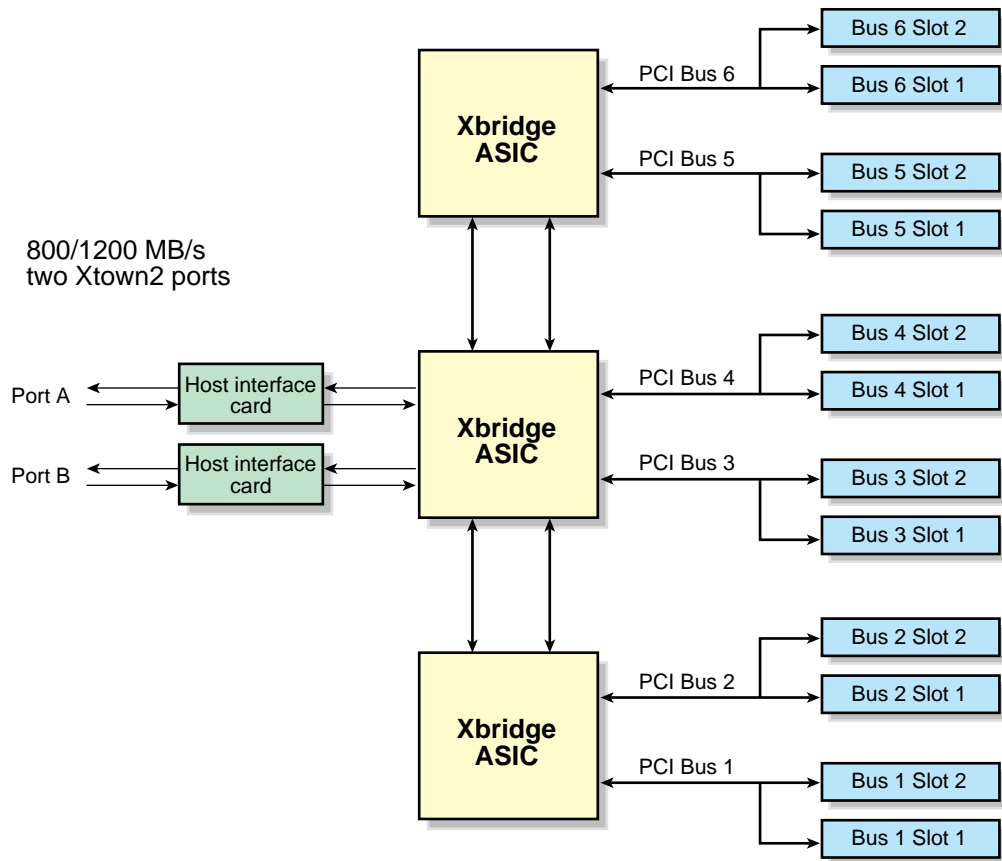 Bus 6 Slot 2
PCI Bus 6
Bus 6 Slot 1
Xbridge
ASIC
PCI Bus 5
Bus 5 Slot 2
Bus 5 Slot 1
800/1200 MB/s
two Xtown2 ports
Bus 4 Slot 2
Port A
Host interface
card
PCI Bus 4
Bus 4 Slot 1
Xbridge
ASIC
Port B
Host interface
card
PCI Bus 3
Bus 3 Slot 2
Bus 3 Slot 1
Bus 2 Slot 2
PCI Bus 2
Bus 2 Slot 1
Xbridge
ASIC
PCI Bus 1
Bus 1 Slot 2
Bus 1 Slot 1